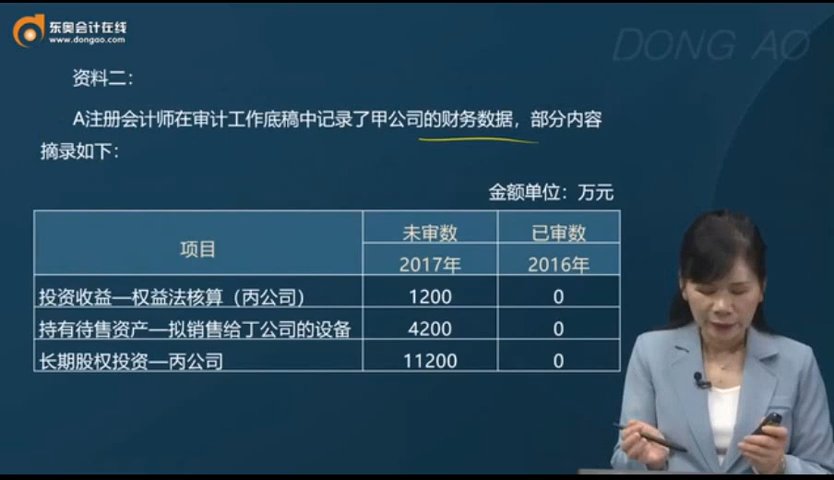 东奥会计在线
www.dongao.com
DONG AO
资料二：
A注册会计师在审计工作底稿中记录了甲公司的财务数据，部分内容
摘录如下：
金额单位：万元
项目 未审数 已审数
2017年 2016年
投资收益—权益法核算（丙公司） 1200 0
持有待售资产—拟销售给丁公司的设备 4200 0
长期股权投资—丙公司 11200 0